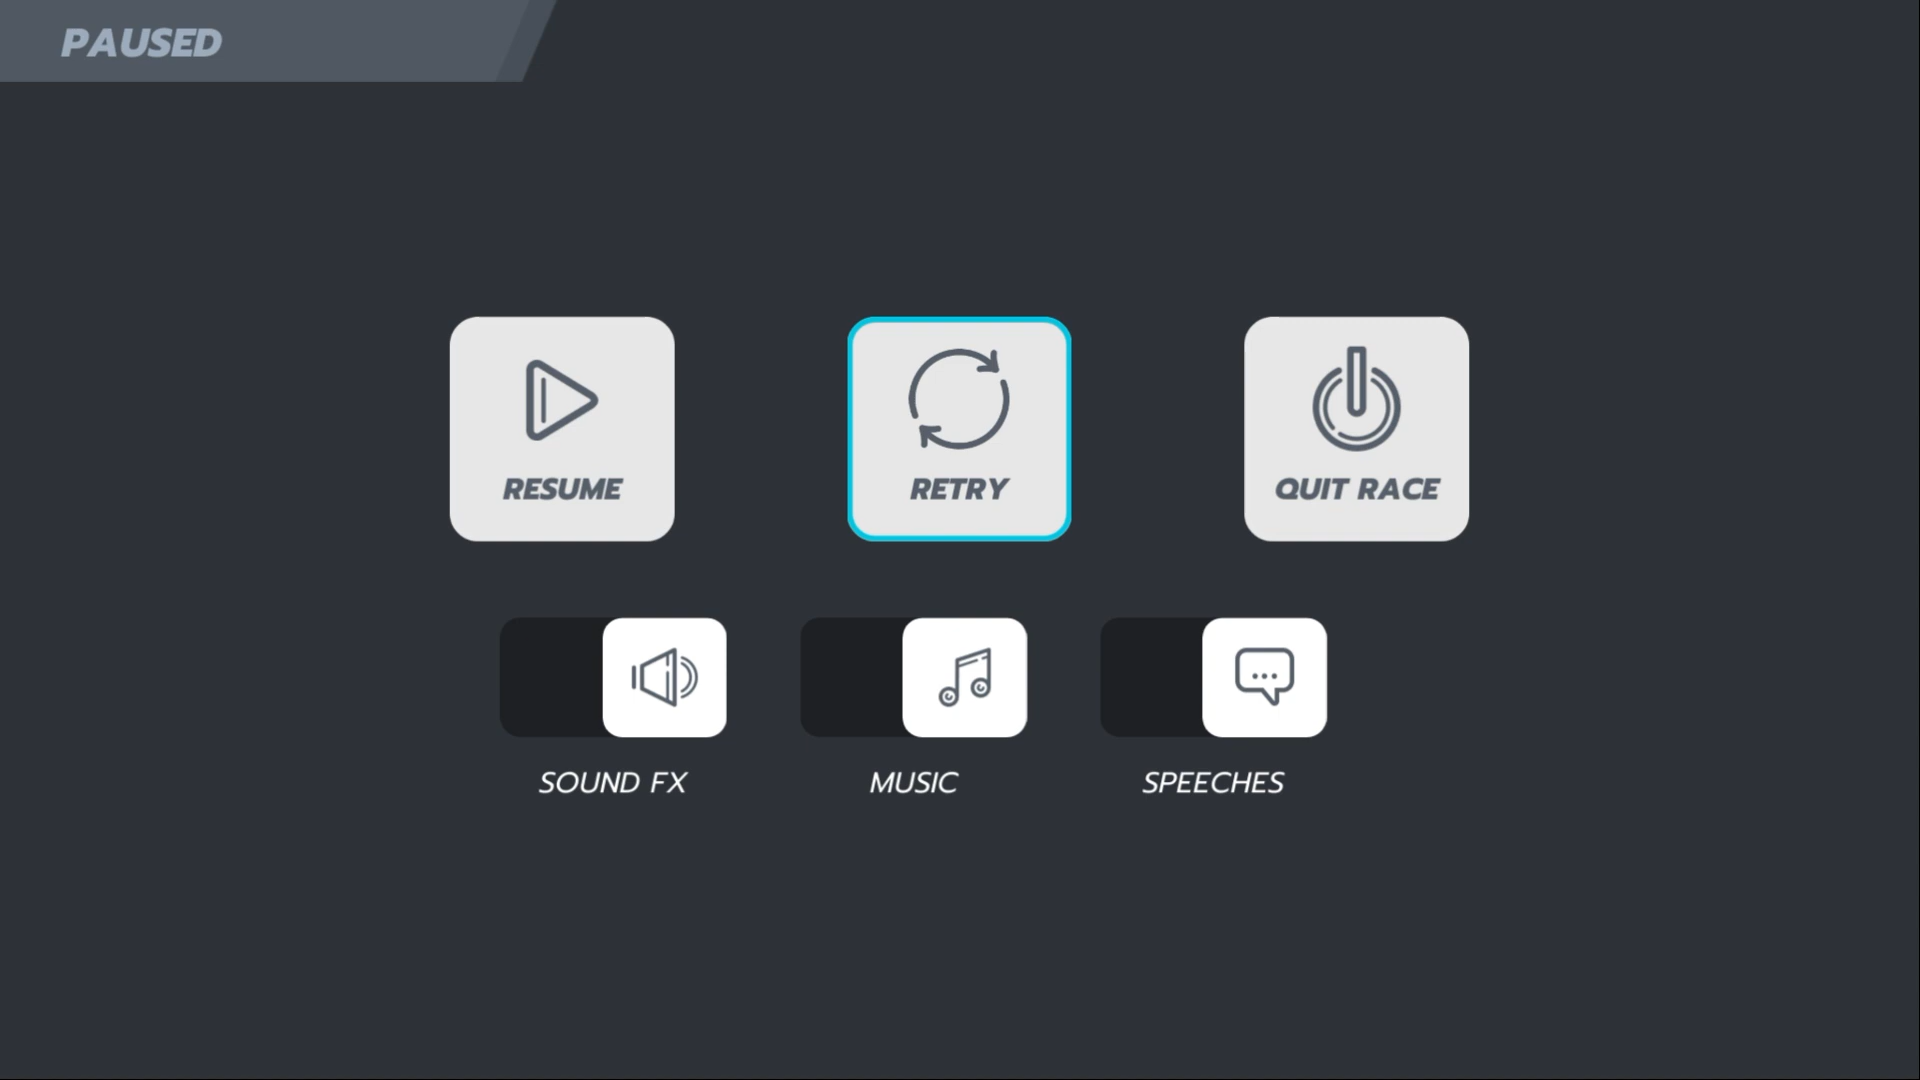 PAUSED
RESUME
RETRY
QUIT RACE
SOUND FX
MUSIC
SPEECHES